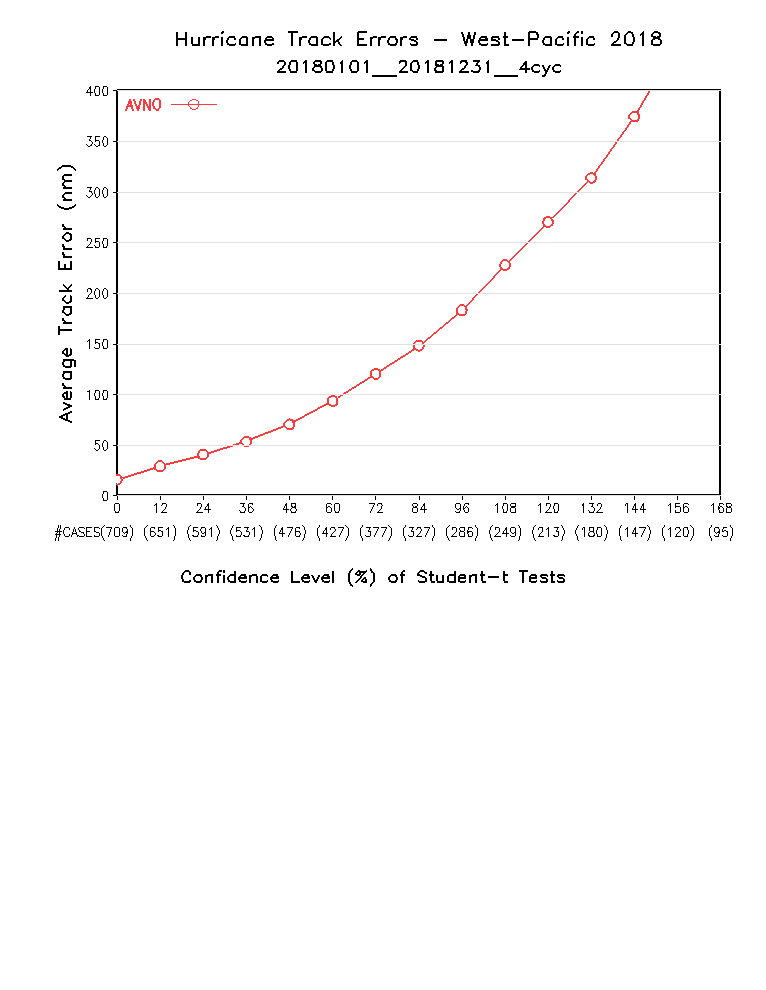 Hurricane Track Errors - West-Pacific 2018
20180101__20181231__4cyc
AVNO
Average Track Error (nm)
400
350
300
250
200
150
100
50
0
0 12 24 36 48 60 72 84 96 108 120 132 144 156 168
#CASES(709) (651) (591) (531) (476) (427) (377) (327) (286) (249) (213) (180) (147) (120) (95)
Confidence Level (%) of Student-t Tests